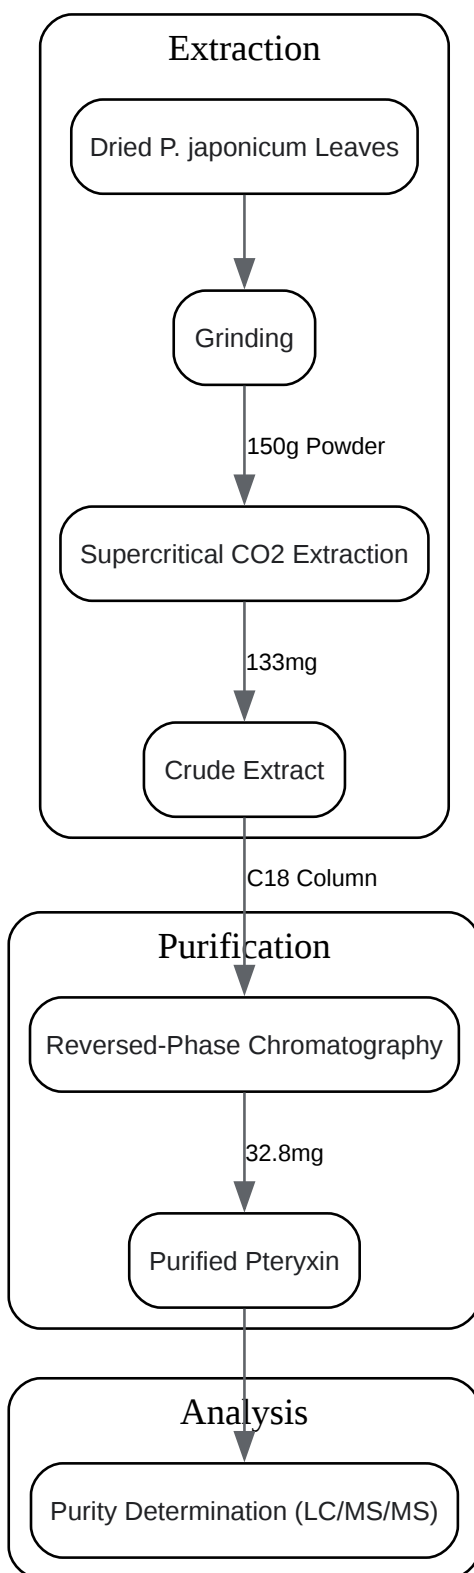 Extraction
Dried P. japonicum Leaves
Grinding
150g Powder
Supercritical CO2 Extraction
133mg
Crude Extract
C18 Column
Purification
Reversed-Phase Chromatography
32.8mg
Purified Pteryxin
Analysis
Purity Determination (LC/MS/MS)